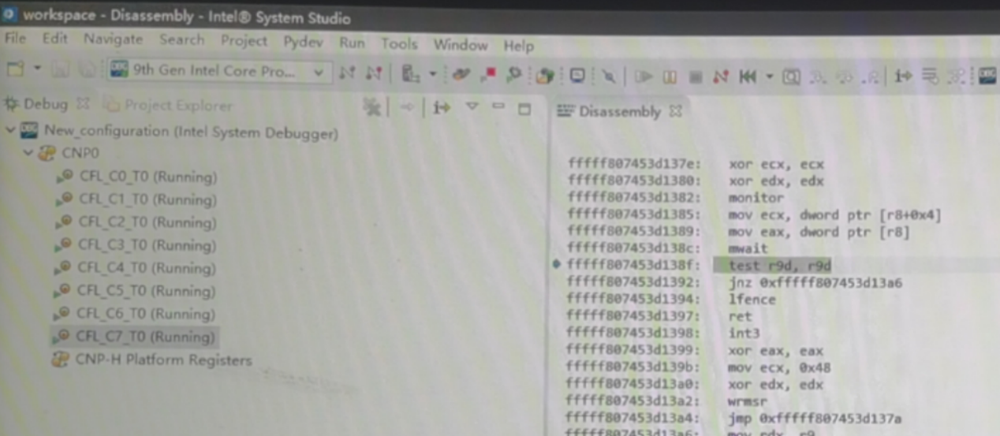 workspace - Disassembly - Intel® System Studio
File Edit Navigate Search Project Pydev Run Tools Window Help
9th Gen Intel Core Pro...
Debug Project Explorer
New_configuration (Intel System Debugger)
CNP0
CFL_C0_T0 (Running)
CFL_C1_T0 (Running)
CFL_C2_T0 (Running)
CFL_C3_T0 (Running)
CFL_C4_T0 (Running)
CFL_C5_T0 (Running)
CFL_C6_T0 (Running)
CFL_C7_T0 (Running)
CNP-H Platform Registers
Disassembly
fffff807453d137e: xor ecx, ecx
fffff807453d1380: xor edx, edx
fffff807453d1382: monitor
fffff807453d1385: mov ecx, dword ptr [r8+0x4]
fffff807453d1389: mov eax, dword ptr [r8]
fffff807453d138c: mwait
fffff807453d138f: test r9d, r9d
fffff807453d1392: jnz 0xfffff807453d13a6
fffff807453d1394: lfence
fffff807453d1397: ret
fffff807453d1398: int3
fffff807453d1399: xor eax, eax
fffff807453d139b: mov ecx, 0x48
fffff807453d13a0: xor edx, edx
fffff807453d13a2: wrmsr
fffff807453d13a4: jmp 0xfffff807453d137a
fffff807453d13a6: mov edx, r9